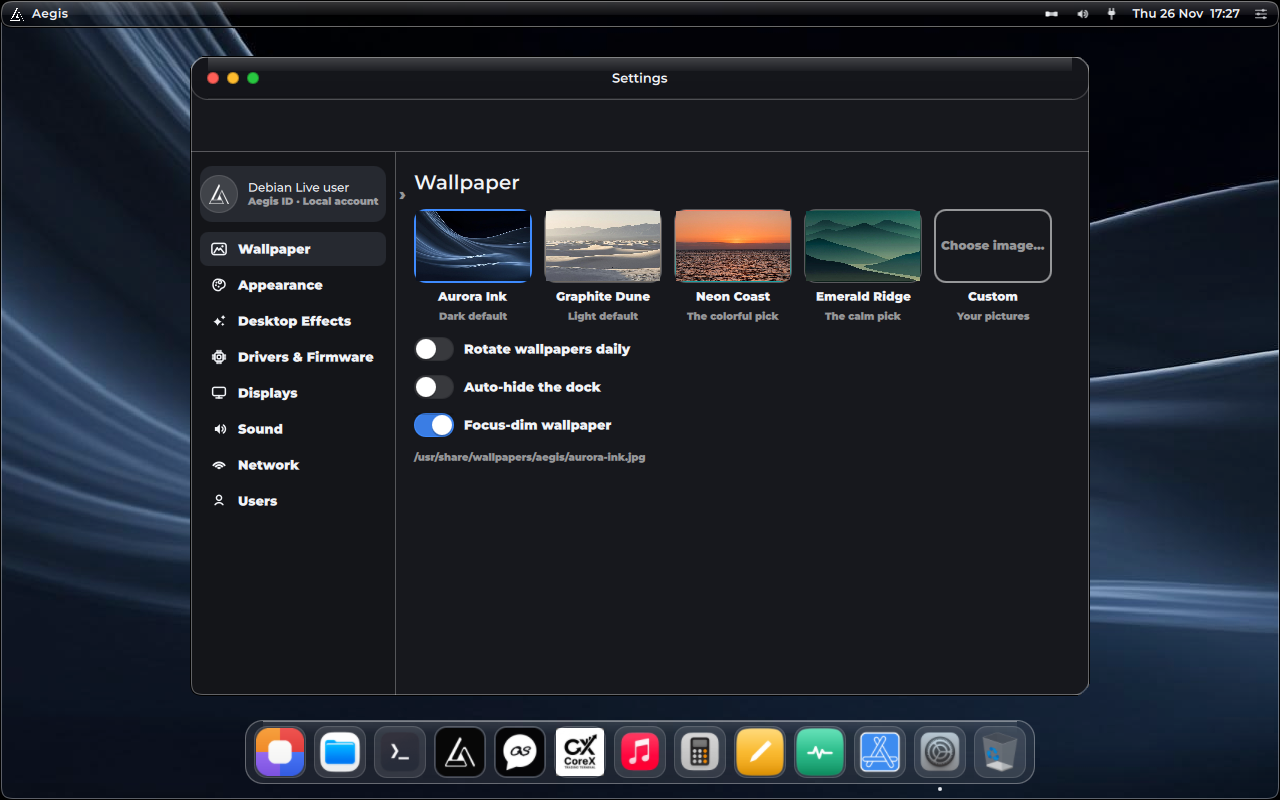 Aegis
Thu 26 Nov 17:27
Settings
Debian Live user
Aegis ID • Local account
Wallpaper
Appearance
Desktop Effects
Drivers & Firmware
Displays
Sound
Network
Users
Wallpaper
Choose image...
Aurora Ink
Graphite Dune
Neon Coast
Emerald Ridge
Custom
Dark default
Light default
The colorful pick
The calm pick
Your pictures
Rotate wallpapers daily
Auto-hide the dock
Focus-dim wallpaper
/usr/share/wallpapers/aegis/aurora-ink.jpg
as
CX
CoreX